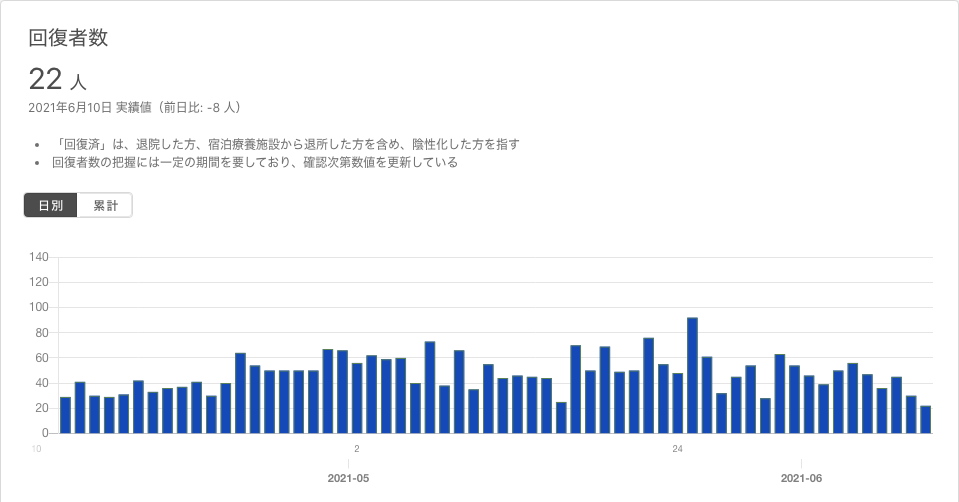 回復者数
22 人
2021年6月10日 実績値（前日比: -8 人）
• 「回復済」は、退院した方、宿泊療養施設から退所した方を含め、陰性化した方を指す
• 回復者数の把握には一定の期間を要しており、確認次第数値を更新している
日別 累計
140
120
100
80
60
40
20
0
10 2 24
2021-05 2021-06